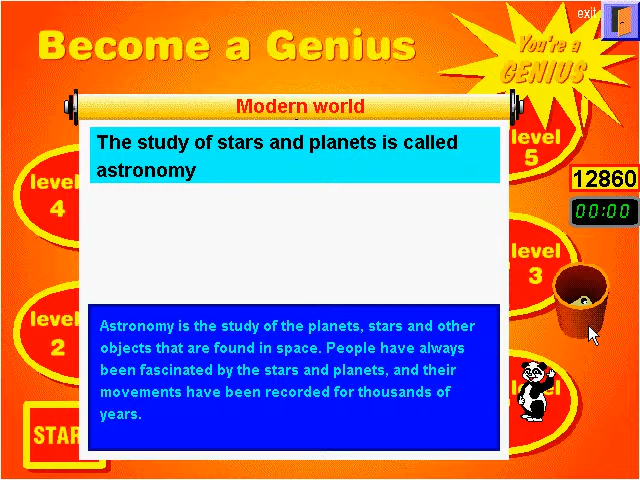 exit
Become a Genius
You're a
GENIUS
Modern world
The study of stars and planets is called
astronomy
level
5
level
4
12860
00:00
level
3
level
2
Astronomy is the study of the planets, stars and other
objects that are found in space. People have always
been fascinated by the stars and planets, and their
movements have been recorded for thousands of
years.